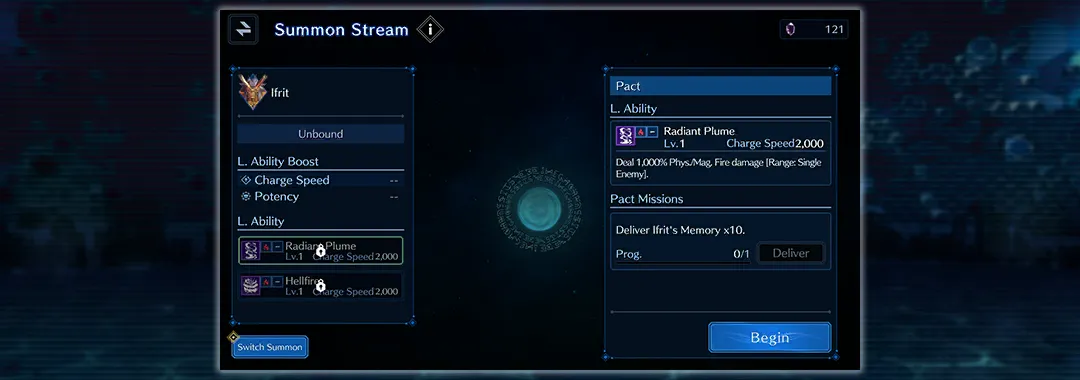 Summon Stream
121
Ifrit
Unbound
L. Ability Boost
Charge Speed --
Potency --
L. Ability
Radiant Plume
Lv.1 Charge Speed 2,000
Hellfire
Lv.1 Charge Speed 2,000
Switch Summon
Pact
L. Ability
Radiant Plume
Lv.1 Charge Speed 2,000
Deal 1,000% Phys./Mag. Fire damage [Range: Single
Enemy].
Pact Missions
Deliver Ifrit's Memory x10.
Prog. 0/1 Deliver
Begin